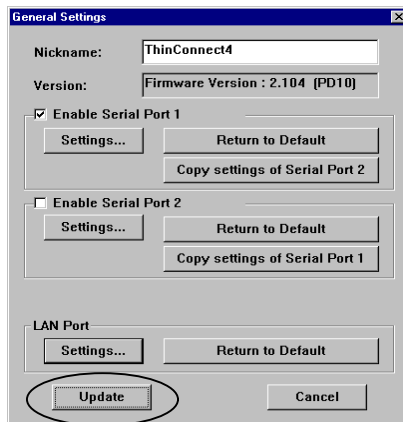 General Settings
Nickname: ThinConnect4
Version: Firmware Version : 2.104 (PD10)
Enable Serial Port 1
Settings... Return to Default
Copy settings of Serial Port 2
Enable Serial Port 2
Settings... Return to Default
Copy settings of Serial Port 1
LAN Port
Settings... Return to Default
Update Cancel